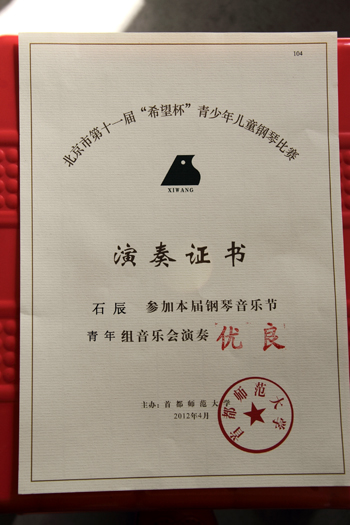 104
北京市第十一届“希望杯”青少年儿童钢琴比赛
XIWANG
演奏证书
石辰 参加本届钢琴音乐节
青年组音乐会演奏 优良
主办：首都师范大学
2012年4月
首都师范大学